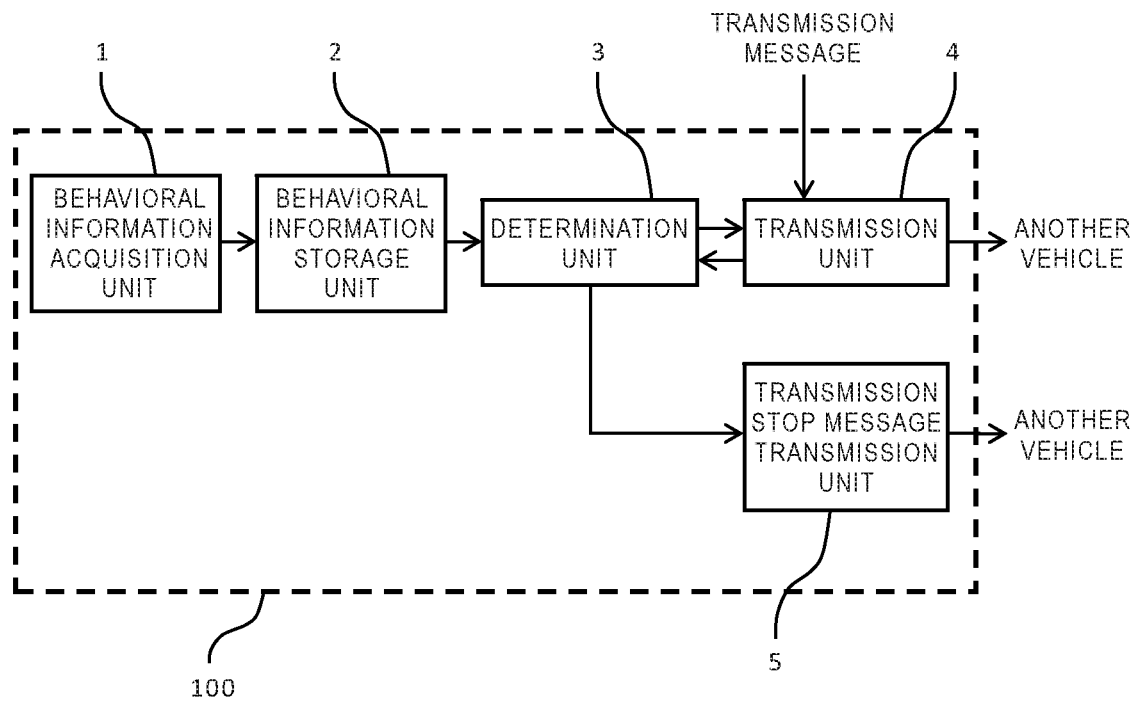 TRANSMISSION
MESSAGE
1
2
3
4
BEHAVIORAL
INFORMATION
ACQUISITION
UNIT
BEHAVIORAL
INFORMATION
STORAGE
UNIT
DETERMINATION
UNIT
TRANSMISSION
UNIT
ANOTHER
VEHICLE
TRANSMISSION
STOP MESSAGE
TRANSMISSION
UNIT
ANOTHER
VEHICLE
5
100